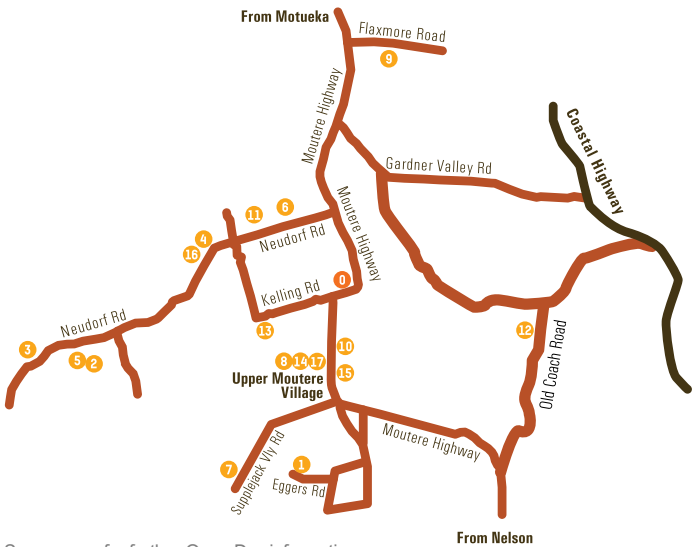 From Motueka
Flaxmore Road
9
Moutere Highway
Coastal Highway
Gardner Valley Rd
Moutere Highway
11
6
4
16
Neudorf Rd
0
Kelling Rd
13
Neudorf Rd
3
5
2
12
Old Coach Road
10
8
14
17
15
Upper Moutere
Village
Moutere Highway
Supplejack Vly Rd
7
1
Eggers Rd
From Nelson